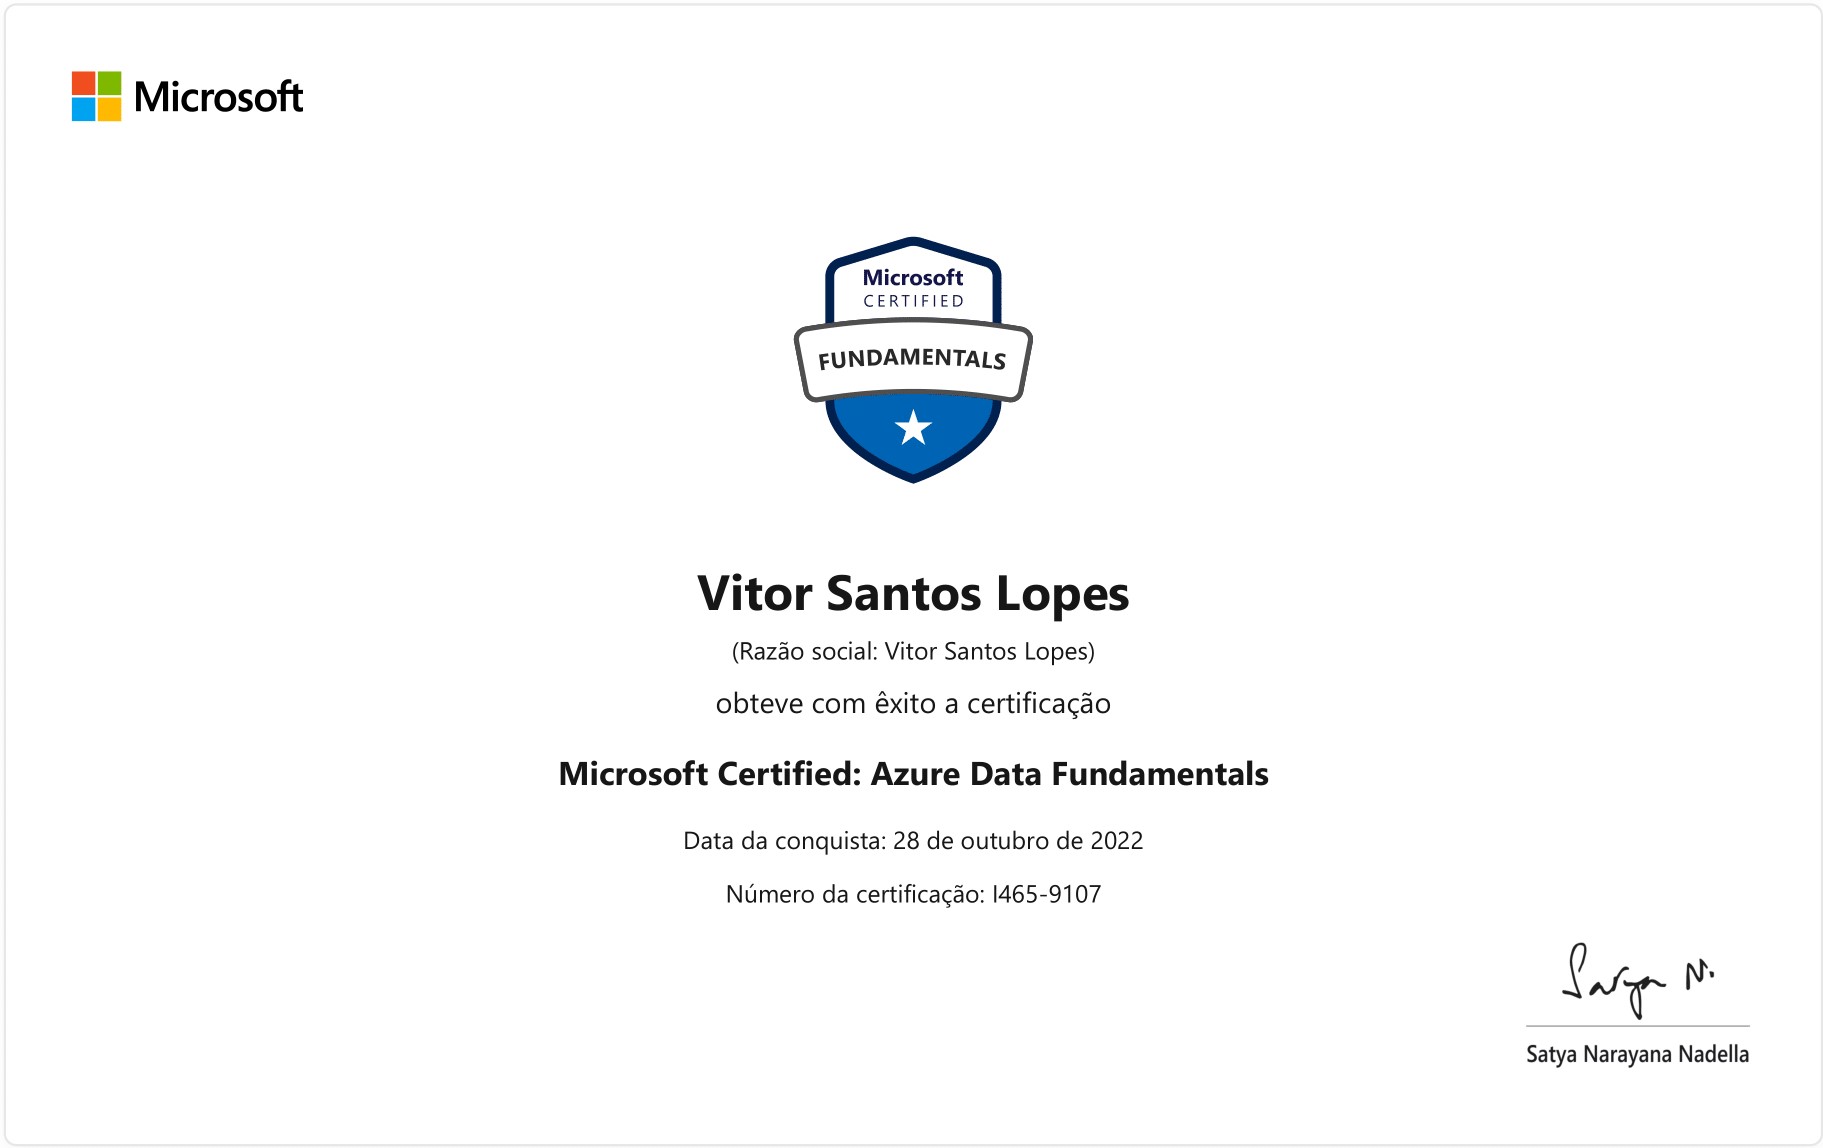 Microsoft
Microsoft
CERTIFIED
FUNDAMENTALS
Vitor Santos Lopes
(Razão social: Vitor Santos Lopes)
obteve com êxito a certificação
Microsoft Certified: Azure Data Fundamentals
Data da conquista: 28 de outubro de 2022
Número da certificação: I465-9107
Satya N.
Satya Narayana Nadella